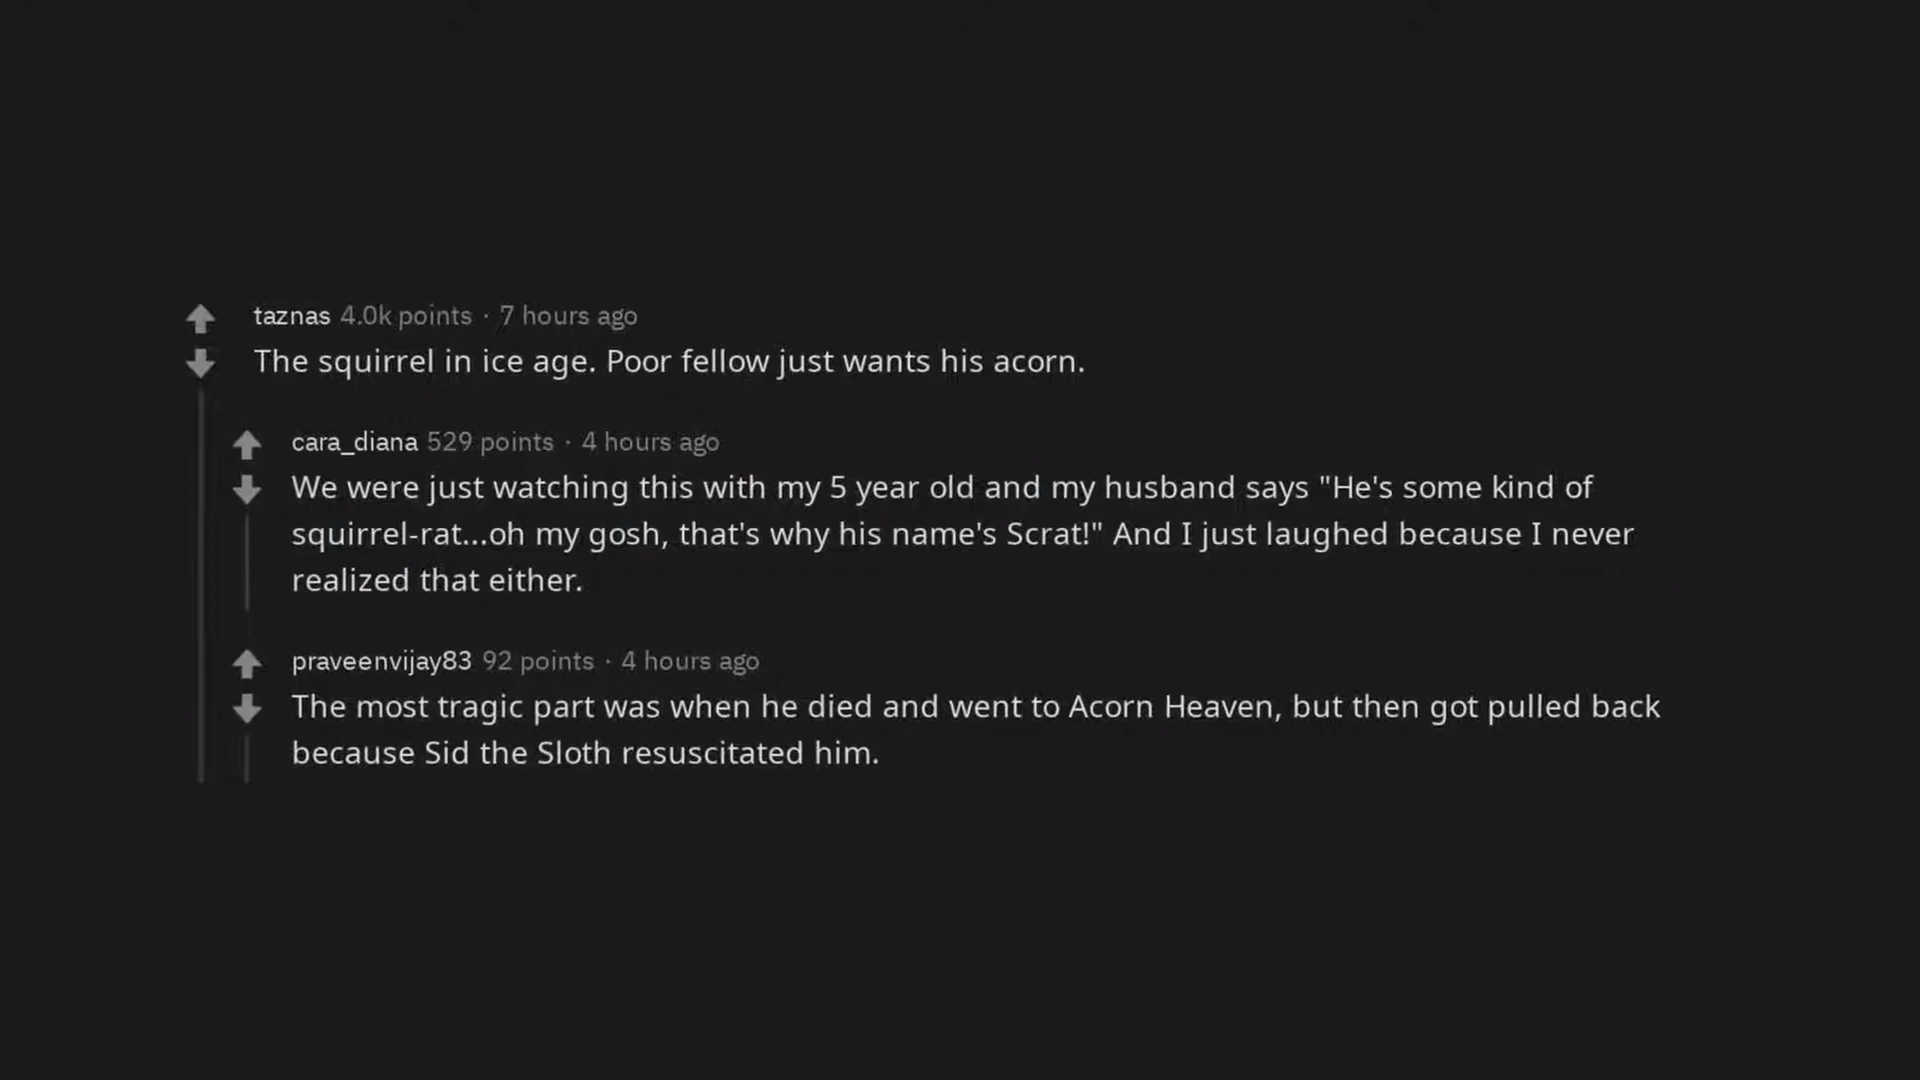 taznas 4.0k points · 7 hours ago
The squirrel in ice age. Poor fellow just wants his acorn.
cara_diana 529 points · 4 hours ago
We were just watching this with my 5 year old and my husband says "He's some kind of
squirrel-rat...oh my gosh, that's why his name's Scrat!" And I just laughed because I never
realized that either.
praveenvijay83 92 points · 4 hours ago
The most tragic part was when he died and went to Acorn Heaven, but then got pulled back
because Sid the Sloth resuscitated him.